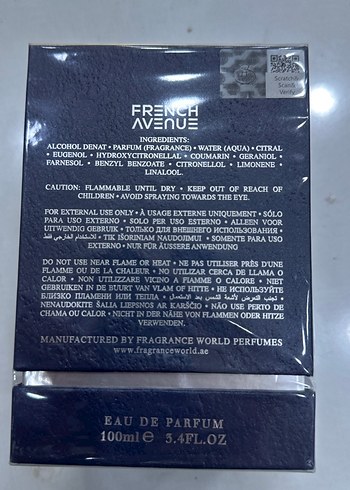 Scratch
Scatch
Verify
FRENCH
AVENUE
INGREDIENTS:
ALCOHOL DENAT • PARFUM (FRAGRANCE) • WATER (AQUA) • CITRAL
• EUGENOL • HYDROXYCITRONELLAL • COUMARIN • GERANIOL •
FARNESOL • BENZYL BENZOATE • CITRONELLOL • LIMONENE •
LINALOOL.
CAUTION: FLAMMABLE UNTIL DRY • KEEP OUT OF REACH OF
CHILDREN • AVOID SPRAYING TOWARDS THE EYE.
FOR EXTERNAL USE ONLY • À USAGE EXTERNE UNIQUEMENT • SÓLO
PARA USO EXTERNO • SOLO PER USO ESTERNO • ALLEEN VOOR
UITWENDIG GEBRUIK • ТОЛЬКО ДЛЯ ВНЕШНЕГО ИСПОЛЬЗОВАНИЯ •
للاستخدام الخارجي فقط • TIK IŠORINIAM NAUDOJIMUI • SOMENTE PARA USO
EXTERNO • NUR FÜR ÄUSSERE ANWENDUNG
DO NOT USE NEAR FLAME OR HEAT • NE PAS UTILISER PRÈS D'UNE
FLAMME OU DE LA CHALEUR • NO UTILIZAR CERCA DE LLAMA O
CALOR • NON UTILIZZARE VICINO A FIAMME O CALORE • NIET
GEBRUIKEN IN DE BUURT VAN VLAM OF HITTE • НЕ ИСПОЛЬЗУЙТЕ
БЛИЗКО ПЛАМЕНИ ИЛИ ТЕПЛА • تجنب التعرض لأشعة الشمس بعد الاستعمال •
NENAUDOKITE ŠALIA LIEPSNOS AR KARŠČIO • NÃO USE PERTO DE
CHAMA OU CALOR • NICHT IN DER NÄHE VON FLAMMEN ODER HITZE
VERWENDEN.
MANUFACTURED BY FRAGRANCE WORLD PERFUMES
www.fragranceworld.ae
EAU DE PARFUM
100ml ℮ 3.4FL.OZ